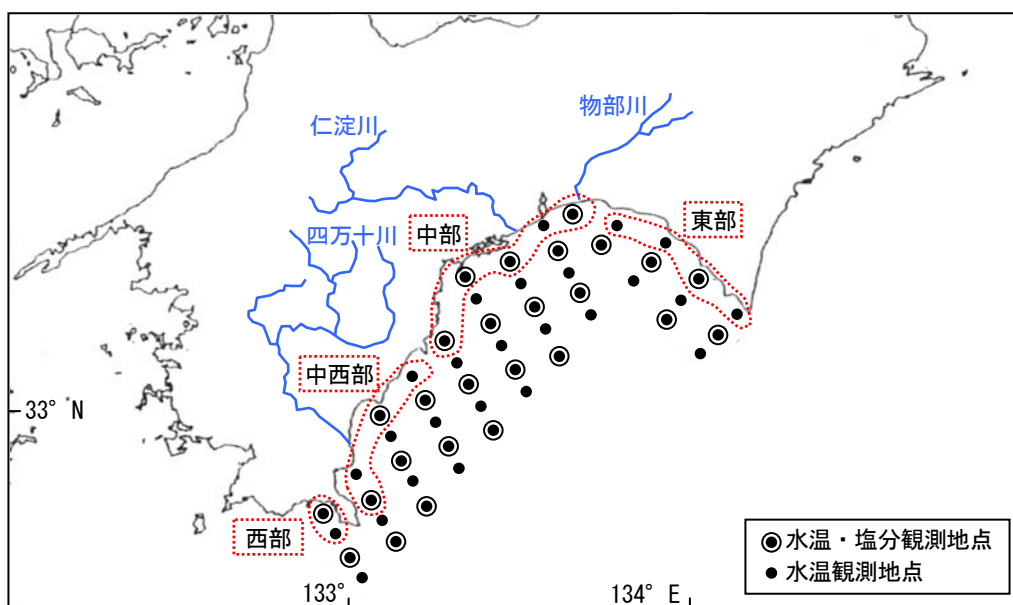 物部川
仁淀川
東部
中部
四万十川
中西部
33° N
西部
水温・塩分観測地点
水温観測地点
133°
134° E